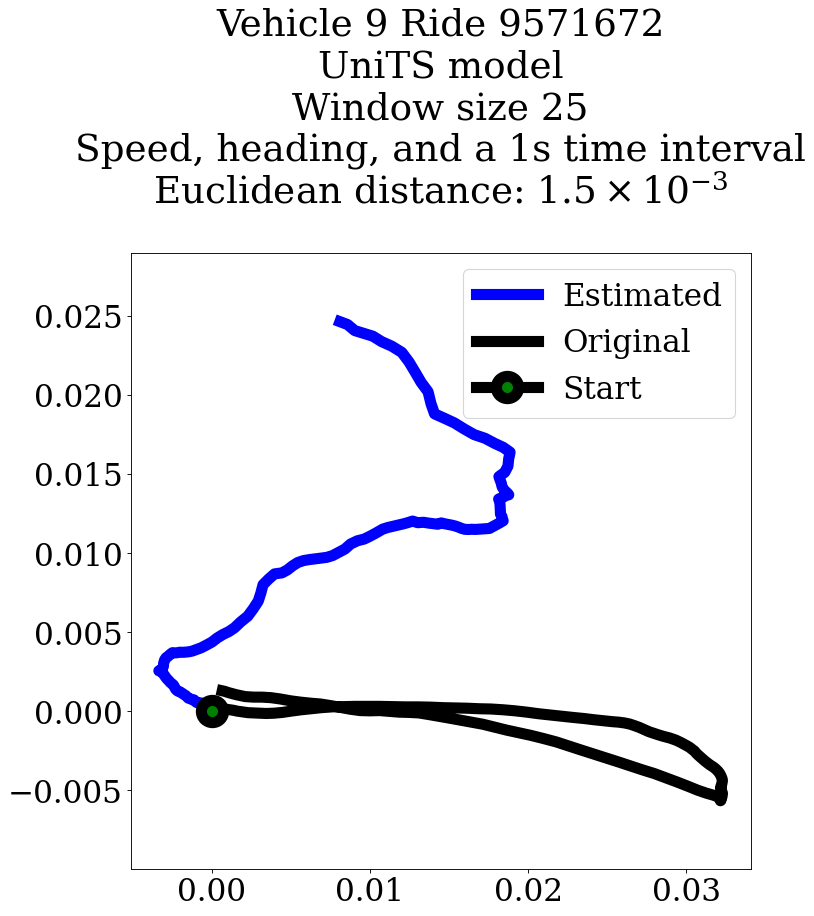 Vehicle 9 Ride 9571672
UniTS model
Window size 25
Speed, heading, and a 1s time interval
Euclidean distance: $1.5 \times 10^{-3}$
Estimated
Original
Start
0.025
0.020
0.015
0.010
0.005
0.000
−0.005
0.00 0.01 0.02 0.03